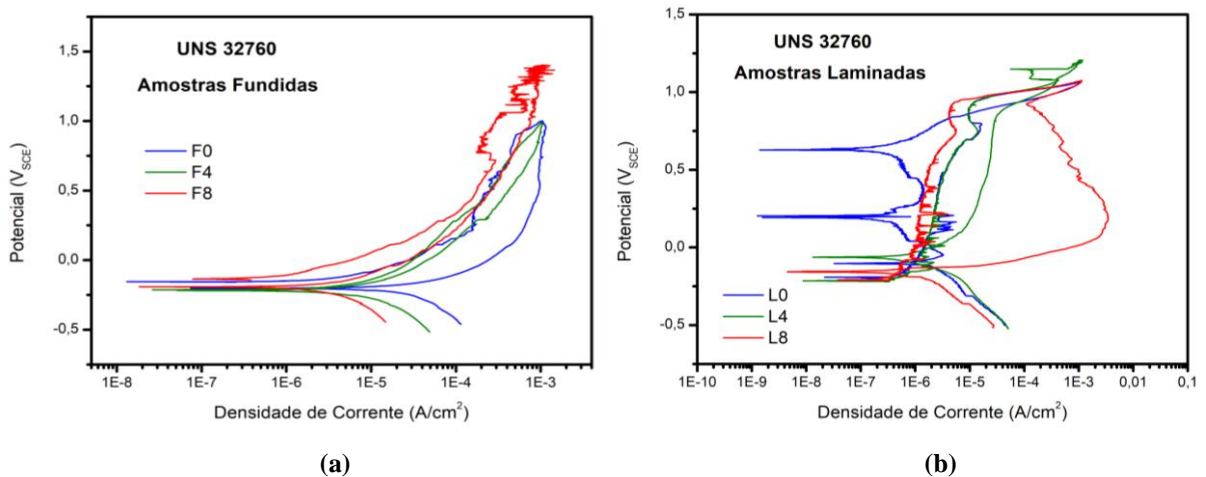 UNS 32760
Amostras Fundidas
F0
F4
F8
1,5
1,0
0,5
0,0
-0,5
Potencial (V_SCE)
1E-8 1E-7 1E-6 1E-5 1E-4 1E-3
Densidade de Corrente (A/cm²)
(a)
UNS 32760
Amostras Laminadas
L0
L4
L8
1,5
1,0
0,5
0,0
-0,5
Potencial (V_SCE)
1E-10 1E-9 1E-8 1E-7 1E-6 1E-5 1E-4 1E-3 0,01 0,1
Densidade de Corrente (A/cm²)
(b)